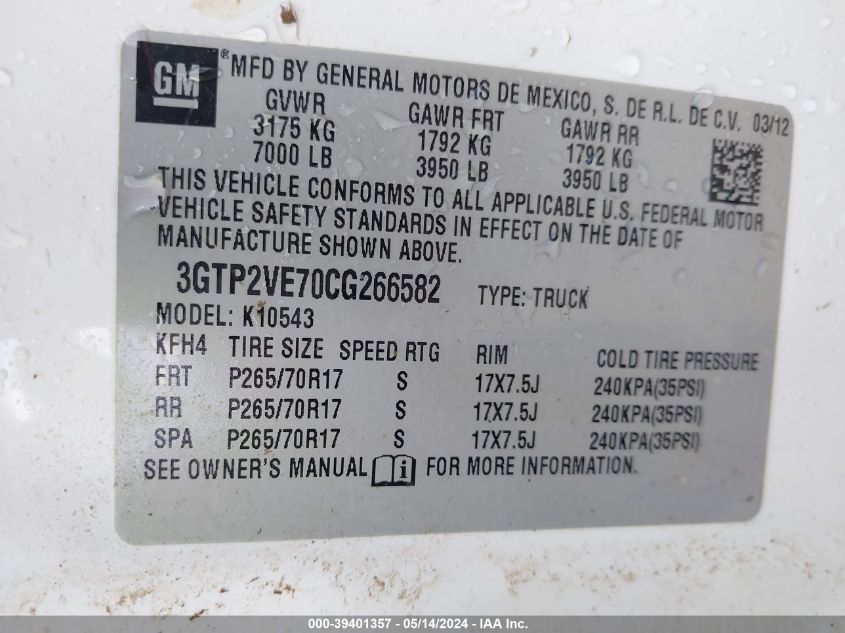 GM ® MFD BY GENERAL MOTORS DE MEXICO, S. DE R.L. DE C.V. 03/12
GVWR GAWR FRT GAWR RR
3175 KG 1792 KG 1792 KG
7000 LB 3950 LB 3950 LB
THIS VEHICLE CONFORMS TO ALL APPLICABLE U.S. FEDERAL MOTOR
VEHICLE SAFETY STANDARDS IN EFFECT ON THE DATE OF
MANUFACTURE SHOWN ABOVE.
3GTP2VE70CG266582 TYPE: TRUCK
MODEL: K10543
KFH4 TIRE SIZE SPEED RTG RIM COLD TIRE PRESSURE
FRT P265/70R17 S 17X7.5J 240KPA(35PSI)
RR P265/70R17 S 17X7.5J 240KPA(35PSI)
SPA P265/70R17 S 17X7.5J 240KPA(35PSI)
SEE OWNER'S MANUAL i FOR MORE INFORMATION.
000-39401357 - 05/14/2024 - IAA Inc.